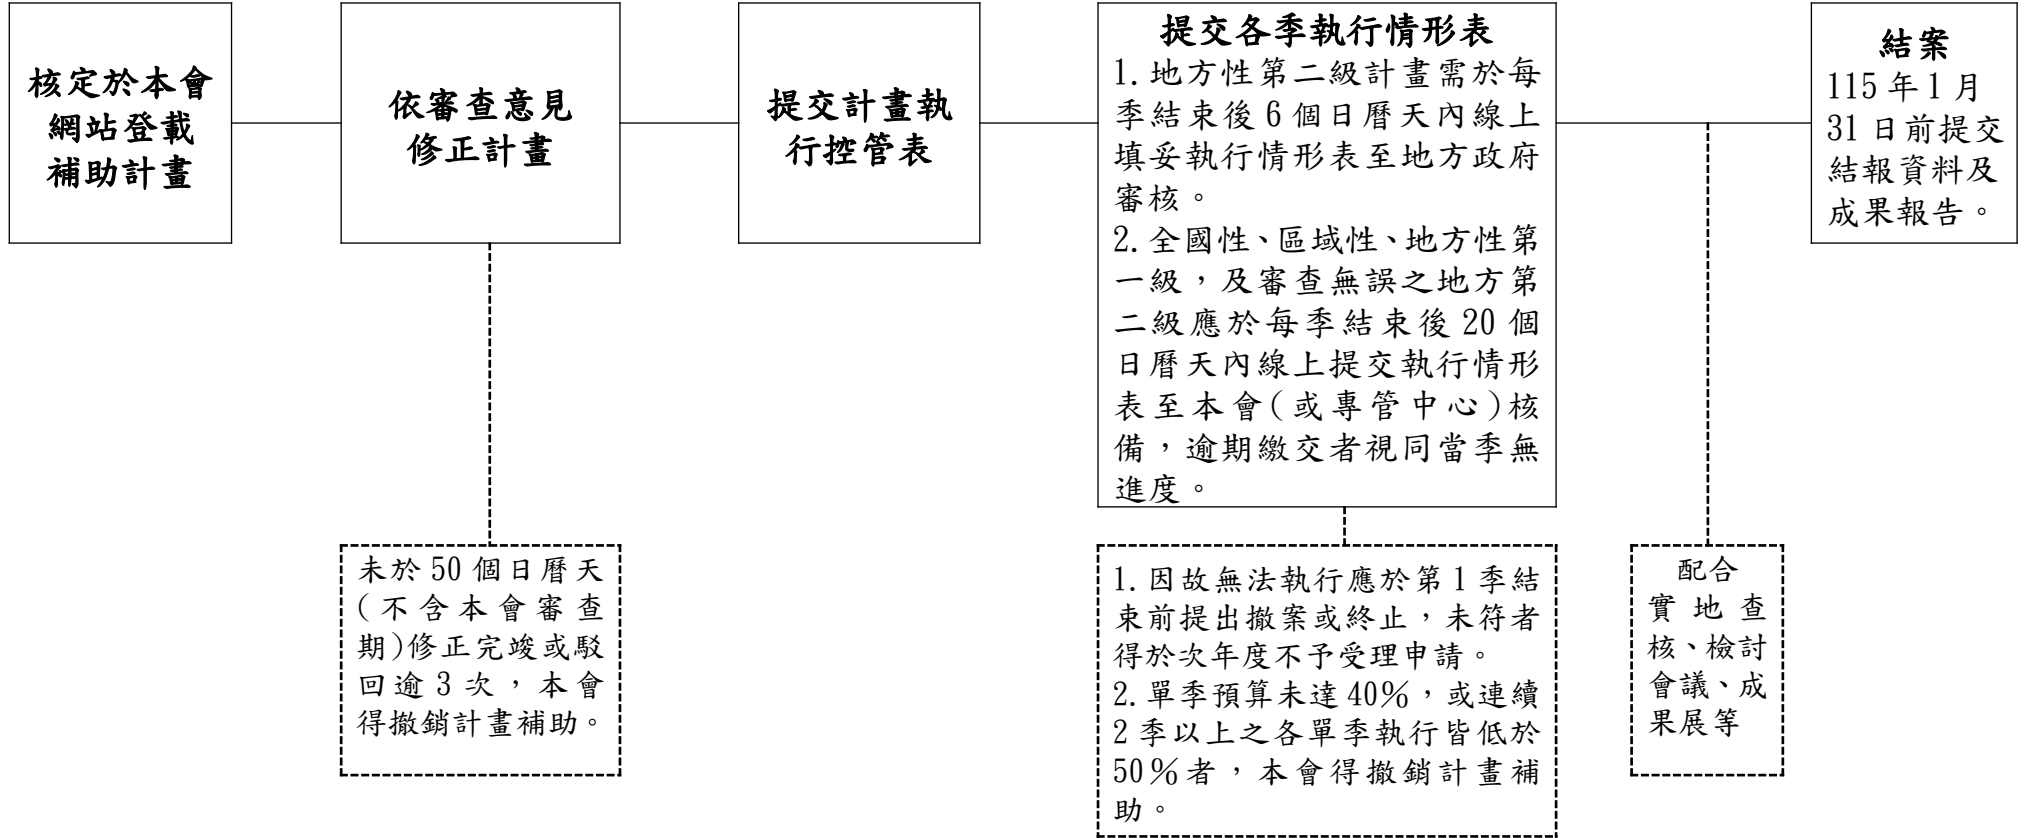 核定於本會
網站登載
補助計畫
依審查意見
修正計畫
提交計畫執
行控管表
提交各季執行情形表
1.地方性第二級計畫需於每
季結束後6個日曆天內線上
填妥執行情形表至地方政府
審核。
2.全國性、區域性、地方性第
一級，及審查無誤之地方第
二級應於每季結束後20個
日曆天內線上提交執行情形
表至本會(或專管中心)核
備，逾期繳交者視同當季無
進度。
結案
115年1月
31日前提交
結報資料及
成果報告。
未於50個日曆天
(不含本會審查
期)修正完竣或駁
回逾3次，本會
得撤銷計畫補助。
1.因故無法執行應於第1季結
束前提出撤案或終止，未符者
得於次年度不予受理申請。
2.單季預算未達40%，或連續
2季以上之各單季執行皆低於
50%者，本會得撤銷計畫補
助。
配合
實地查
核、檢討
會議、成
果展等